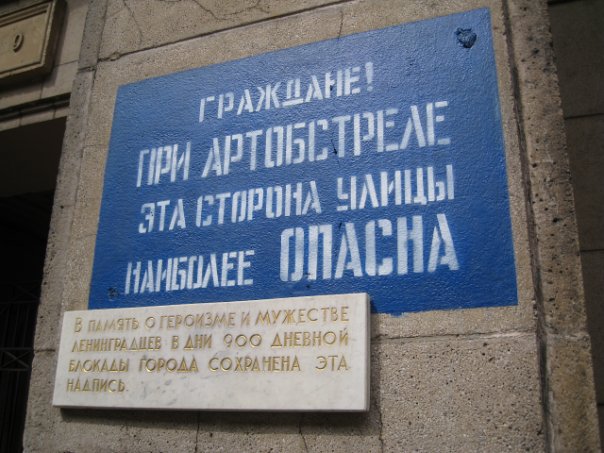 ГРАЖДАНЕ!
ПРИ АРТОБСТРЕЛЕ
ЭТА СТОРОНА УЛИЦЫ
НАИБОЛЕЕ ОПАСНА
В ПАМЯТЬ О ГЕРОИЗМЕ И МУЖЕСТВЕ
ЛЕНИНГРАДЦЕВ В ДНИ 900 ДНЕВНОЙ
БЛОКАДЫ ГОРОДА СОХРАНЕНА ЭТА
НАДПИСЬ.